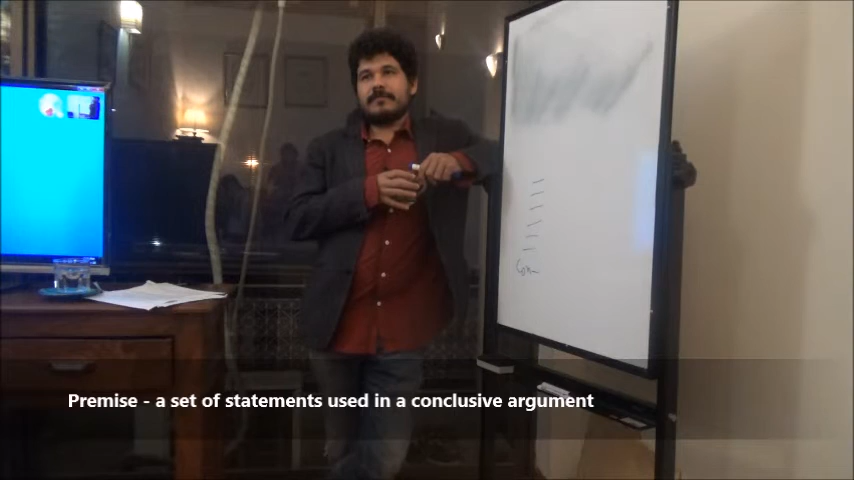 Premise - a set of statements used in a conclusive argument